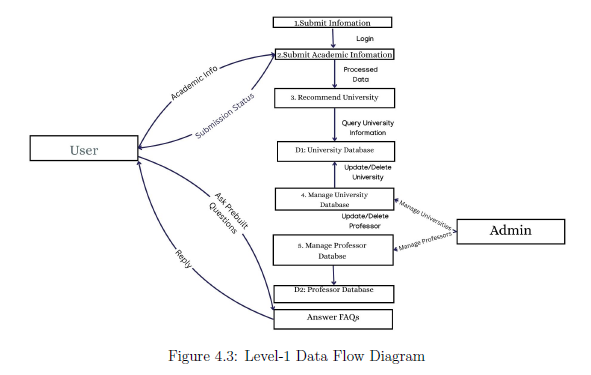 1.Submit Infomation
Login
2.Submit Academic Infomation
Processed
Data
Academic Info
Submission Status
3. Recommend University
Query University
Information
User
D1: University Database
Update/Delete
University
4. Manage University
Database
Ask Prebuilt
Questions
Update/Delete
Professor
Manage Universities
Admin
Manage Professors
5. Manage Professor
Databse
Reply
D2: Professor Database
Answer FAQs
Figure 4.3: Level-1 Data Flow Diagram